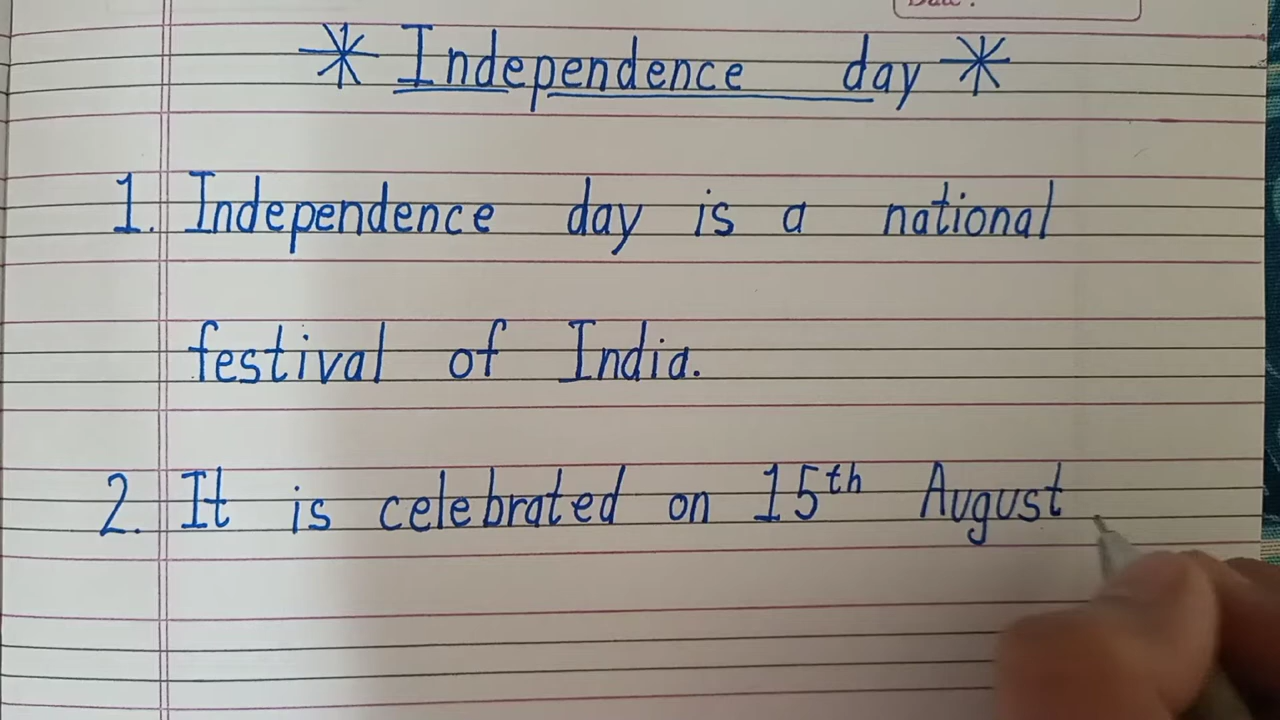 * Independence day *
1. Independence day is a national
festival of India.
2. It is celebrated on 15th August